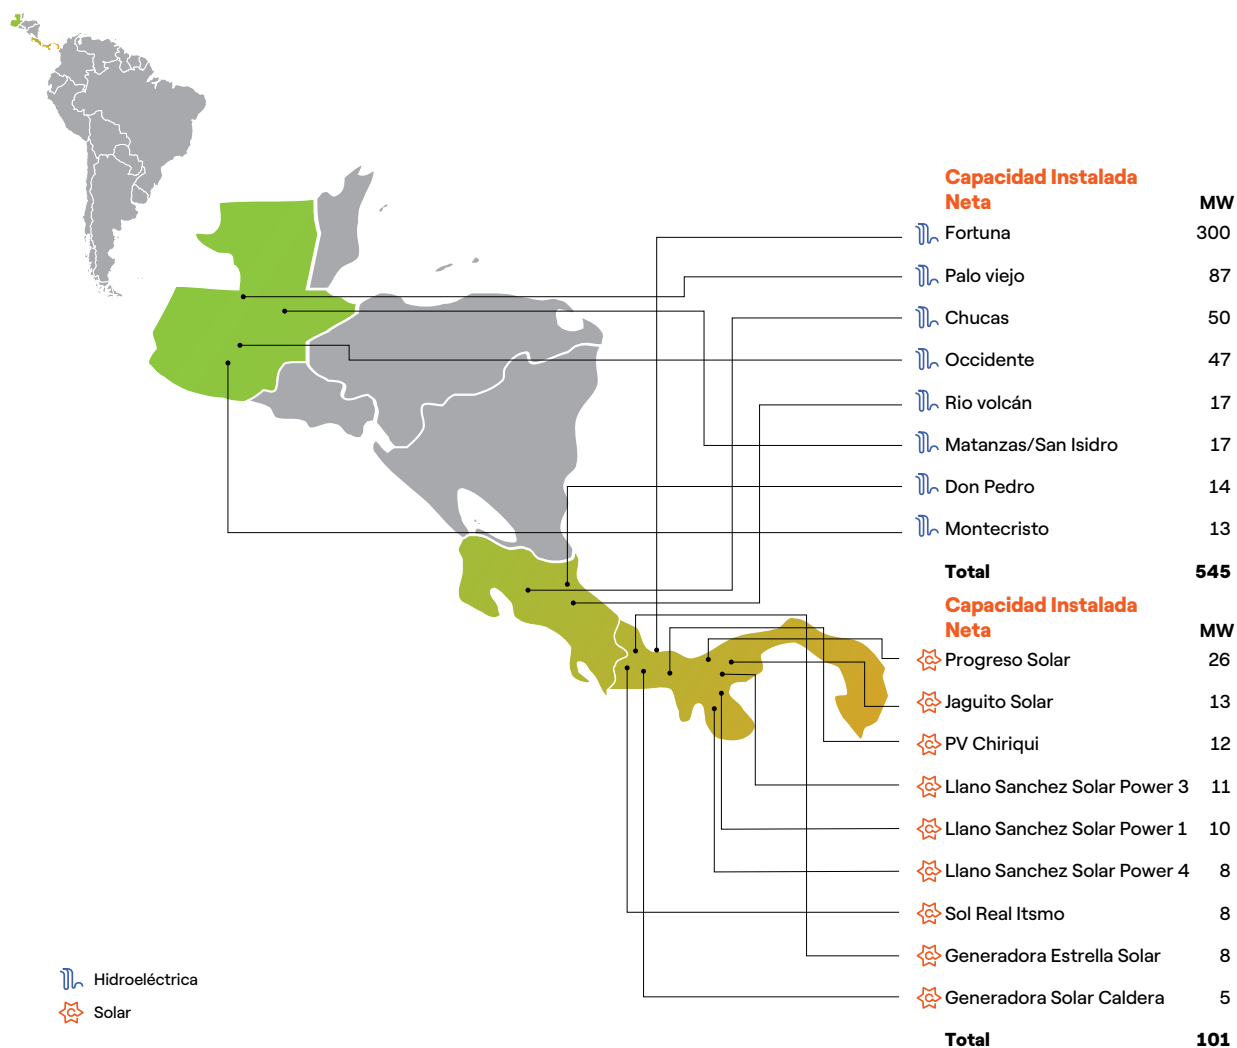 Capacidad Instalada
Neta MW
Fortuna 300
Palo viejo 87
Chucas 50
Occidente 47
Rio volcán 17
Matanzas/San Isidro 17
Don Pedro 14
Montecristo 13
Total 545
Capacidad Instalada
Neta MW
Progreso Solar 26
Jaguito Solar 13
PV Chiriqui 12
Llano Sanchez Solar Power 3 11
Llano Sanchez Solar Power 1 10
Llano Sanchez Solar Power 4 8
Sol Real Itsmo 8
Generadora Estrella Solar 8
Generadora Solar Caldera 5
Total 101
Hidroeléctrica
Solar